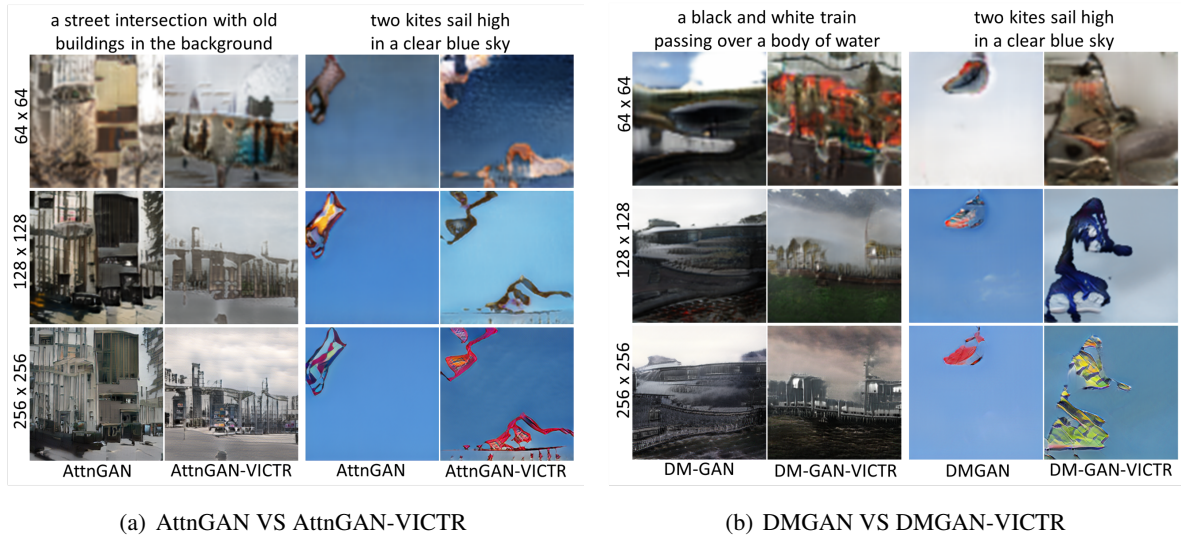 a street intersection with old
buildings in the background
two kites sail high
in a clear blue sky
64 x 64
128 x 128
256 x 256
AttnGAN
AttnGAN-VICTR
AttnGAN
AttnGAN-VICTR
(a) AttnGAN VS AttnGAN-VICTR
a black and white train
passing over a body of water
two kites sail high
in a clear blue sky
64 x 64
128 x 128
256 x 256
DM-GAN
DM-GAN-VICTR
DMGAN
DM-GAN-VICTR
(b) DMGAN VS DMGAN-VICTR